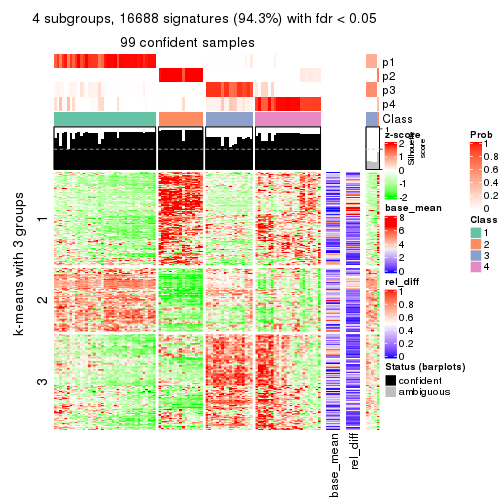 4 subgroups, 16688 signatures (94.3%) with fdr < 0.05
99 confident samples
p1
p2
p3
p4
Class
1
Silhouette
score
k-means with 3 groups
1
2
3
base_mean
rel_diff
z-score
2
1
0
-1
-2
base_mean
8
6
4
2
0
rel_diff
1
0.8
0.6
0.4
0.2
0
Status (barplots)
confident
ambiguous
Prob
1
0.8
0.6
0.4
0.2
0
Class
1
2
3
4